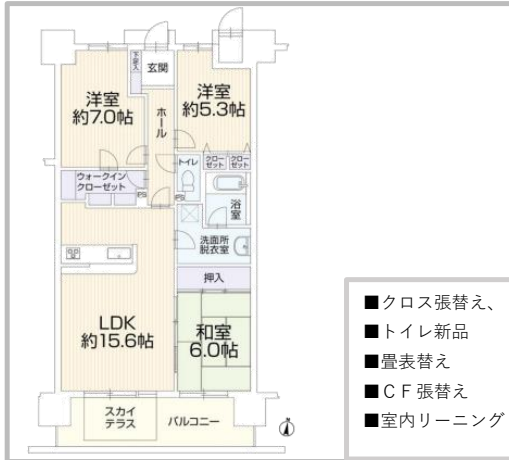 下足入
玄関
洋室
約7.0帖
洋室
約5.3帖
ホール
トイレ
クローゼット
クローゼット
ウォークイン
クローゼット
PS
PS
浴室
洗面所
脱衣室
押入
LDK
約15.6帖
和室
6.0帖
スカイ
テラス
バルコニー
N
■クロス張替え、
■トイレ新品
■畳表替え
■ＣＦ張替え
■室内リーニング